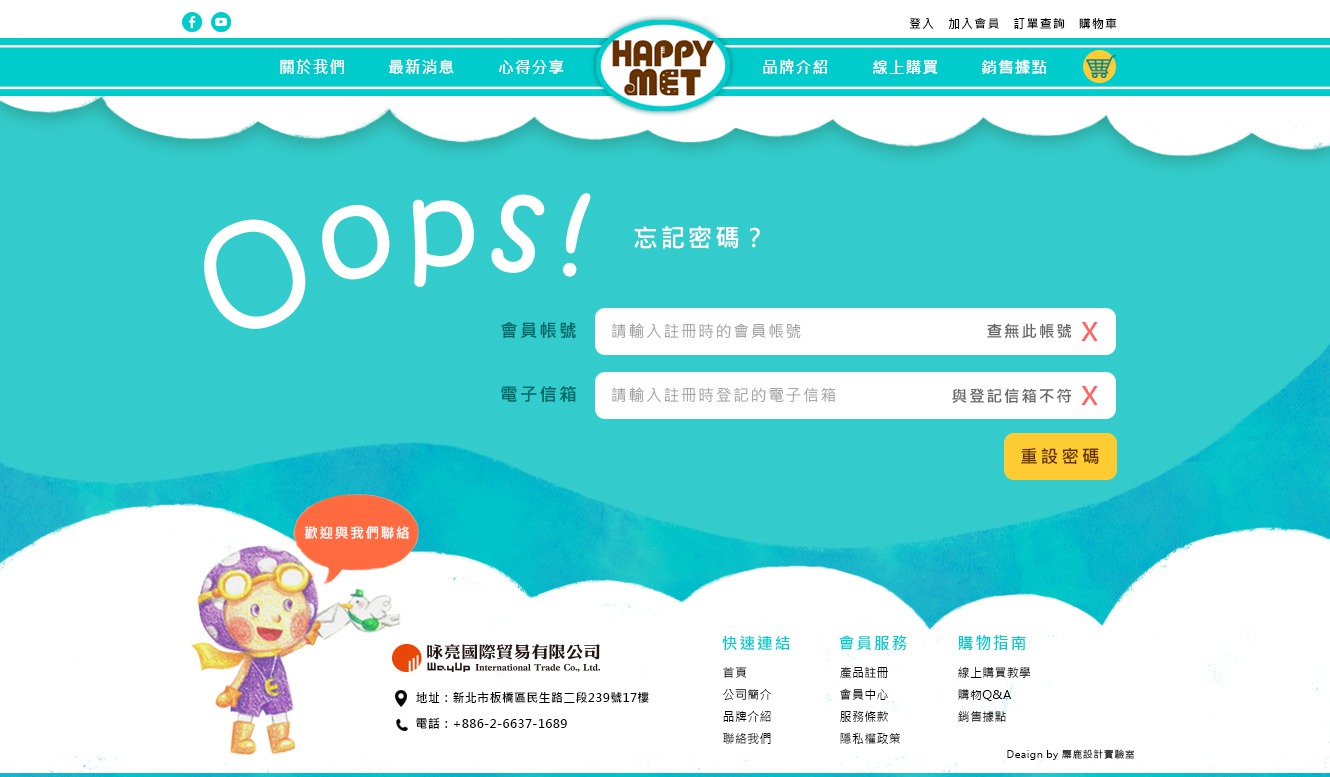 登入 加入會員 訂單查詢 購物車
關於我們 最新消息 心得分享 HAPPY MET 品牌介紹 線上購買 銷售據點
Oops!
忘記密碼？
會員帳號 請輸入註冊時的會員帳號 查無此帳號 X
電子信箱 請輸入註冊時登記的電子信箱 與登記信箱不符 X
重設密碼
歡迎與我們聯絡
咏亮國際貿易有限公司
WayUp International Trade Co., Ltd.
地址：新北市板橋區民生路二段239號17樓
電話：+886-2-6637-1689
快速連結
首頁
公司簡介
品牌介紹
聯絡我們
會員服務
產品註冊
會員中心
服務條款
隱私權政策
購物指南
線上購買教學
購物Q&A
銷售據點
Deaign by 麋鹿設計實驗室